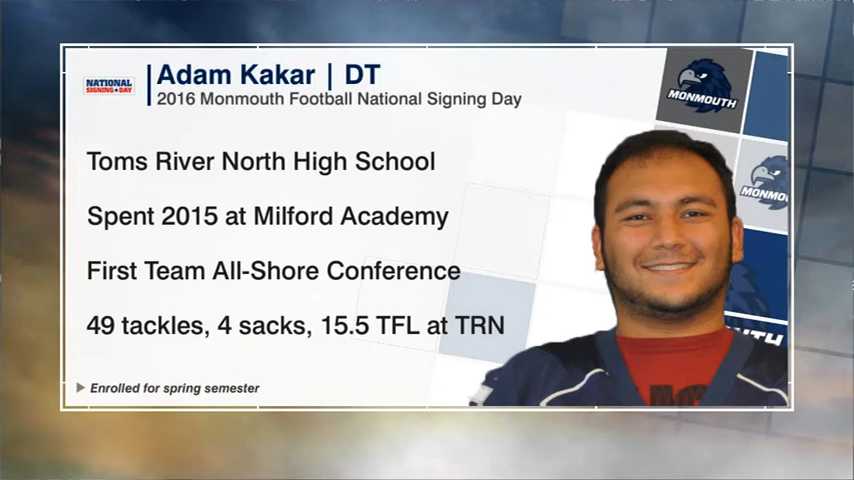 NATIONAL
SIGNING DAY
Adam Kakar | DT
2016 Monmouth Football National Signing Day
MONMOUTH
Toms River North High School
MONMOUTH
Spent 2015 at Milford Academy
First Team All-Shore Conference
49 tackles, 4 sacks, 15.5 TFL at TRN
Enrolled for spring semester